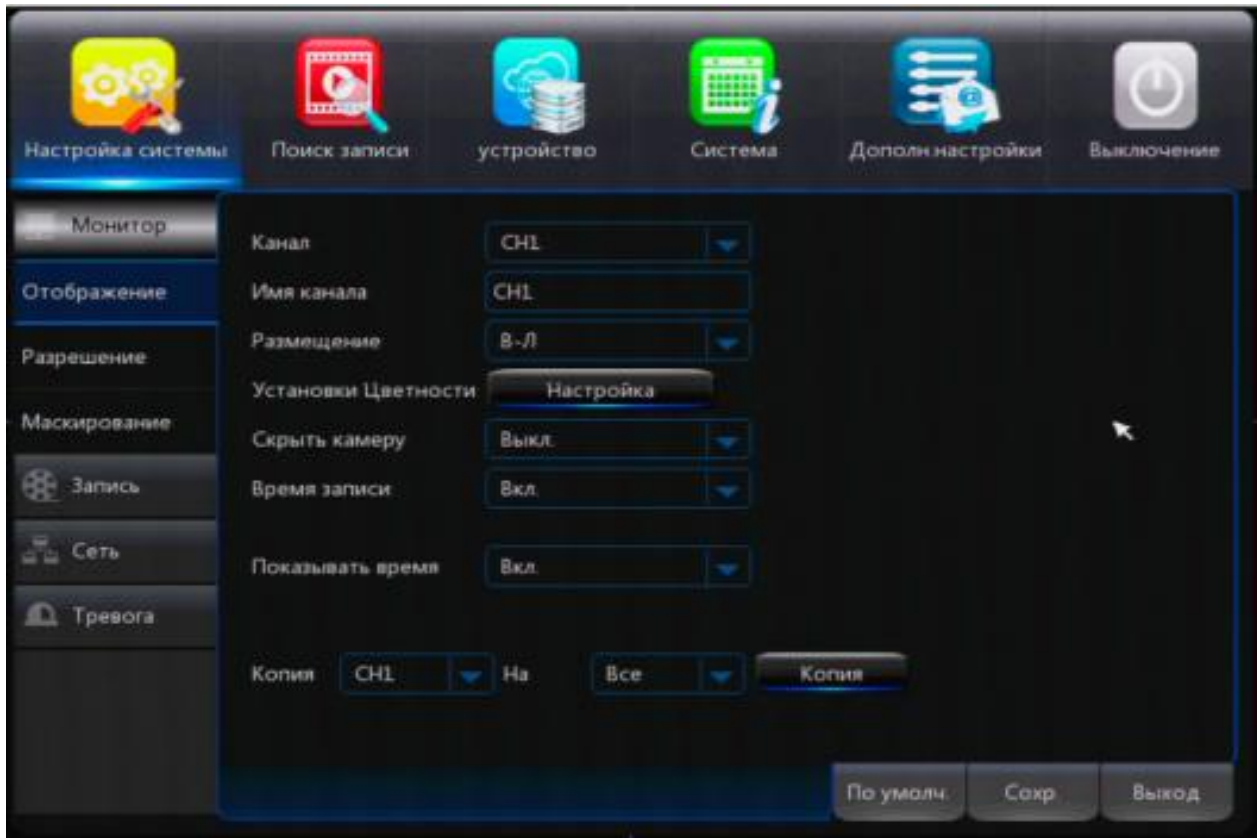 Настройка системы
Поиск записи
устройство
Система
Дополн.настройки
Выключение
Монитор
Отображение
Разрешение
Маскирование
Запись
Сеть
Тревога
Канал CH1
Имя канала CH1
Размещение В-Л
Установки Цветности Настройка
Скрыть камеру Выкл.
Время записи Вкл.
Показывать время Вкл.
Копия CH1 На Все Копия
По умолч. Сохр Выход